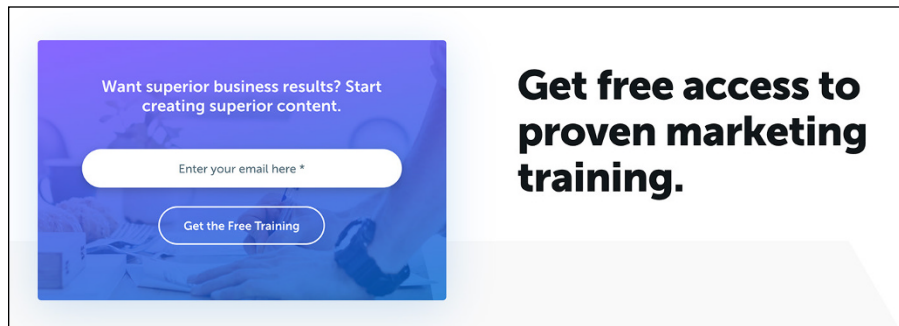 Want superior business results? Start
creating superior content.
Enter your email here *
Get the Free Training
Get free access to
proven marketing
training.